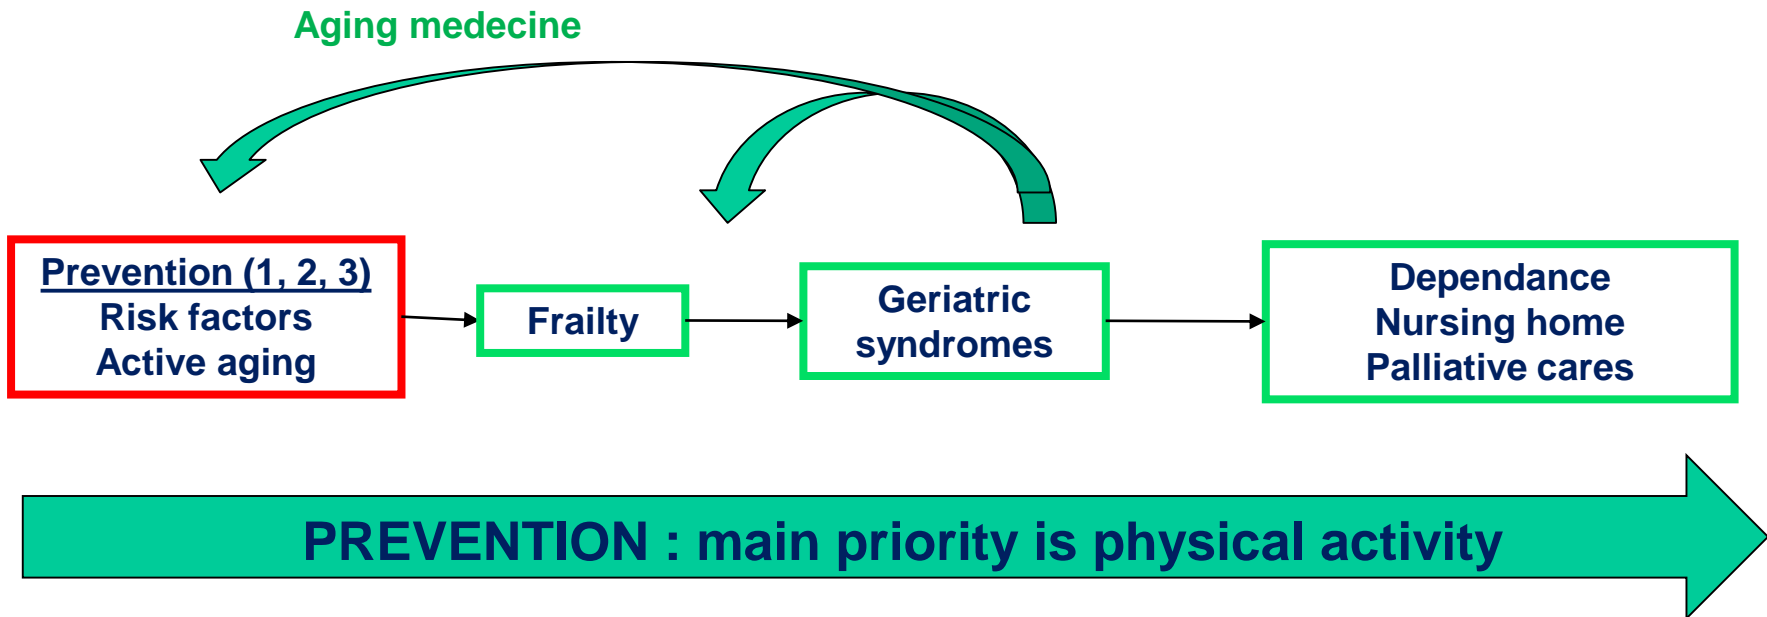 Aging medecine
Prevention (1, 2, 3)
Risk factors
Active aging
Frailty
Geriatric
syndromes
Dependance
Nursing home
Palliative cares
PREVENTION : main priority is physical activity